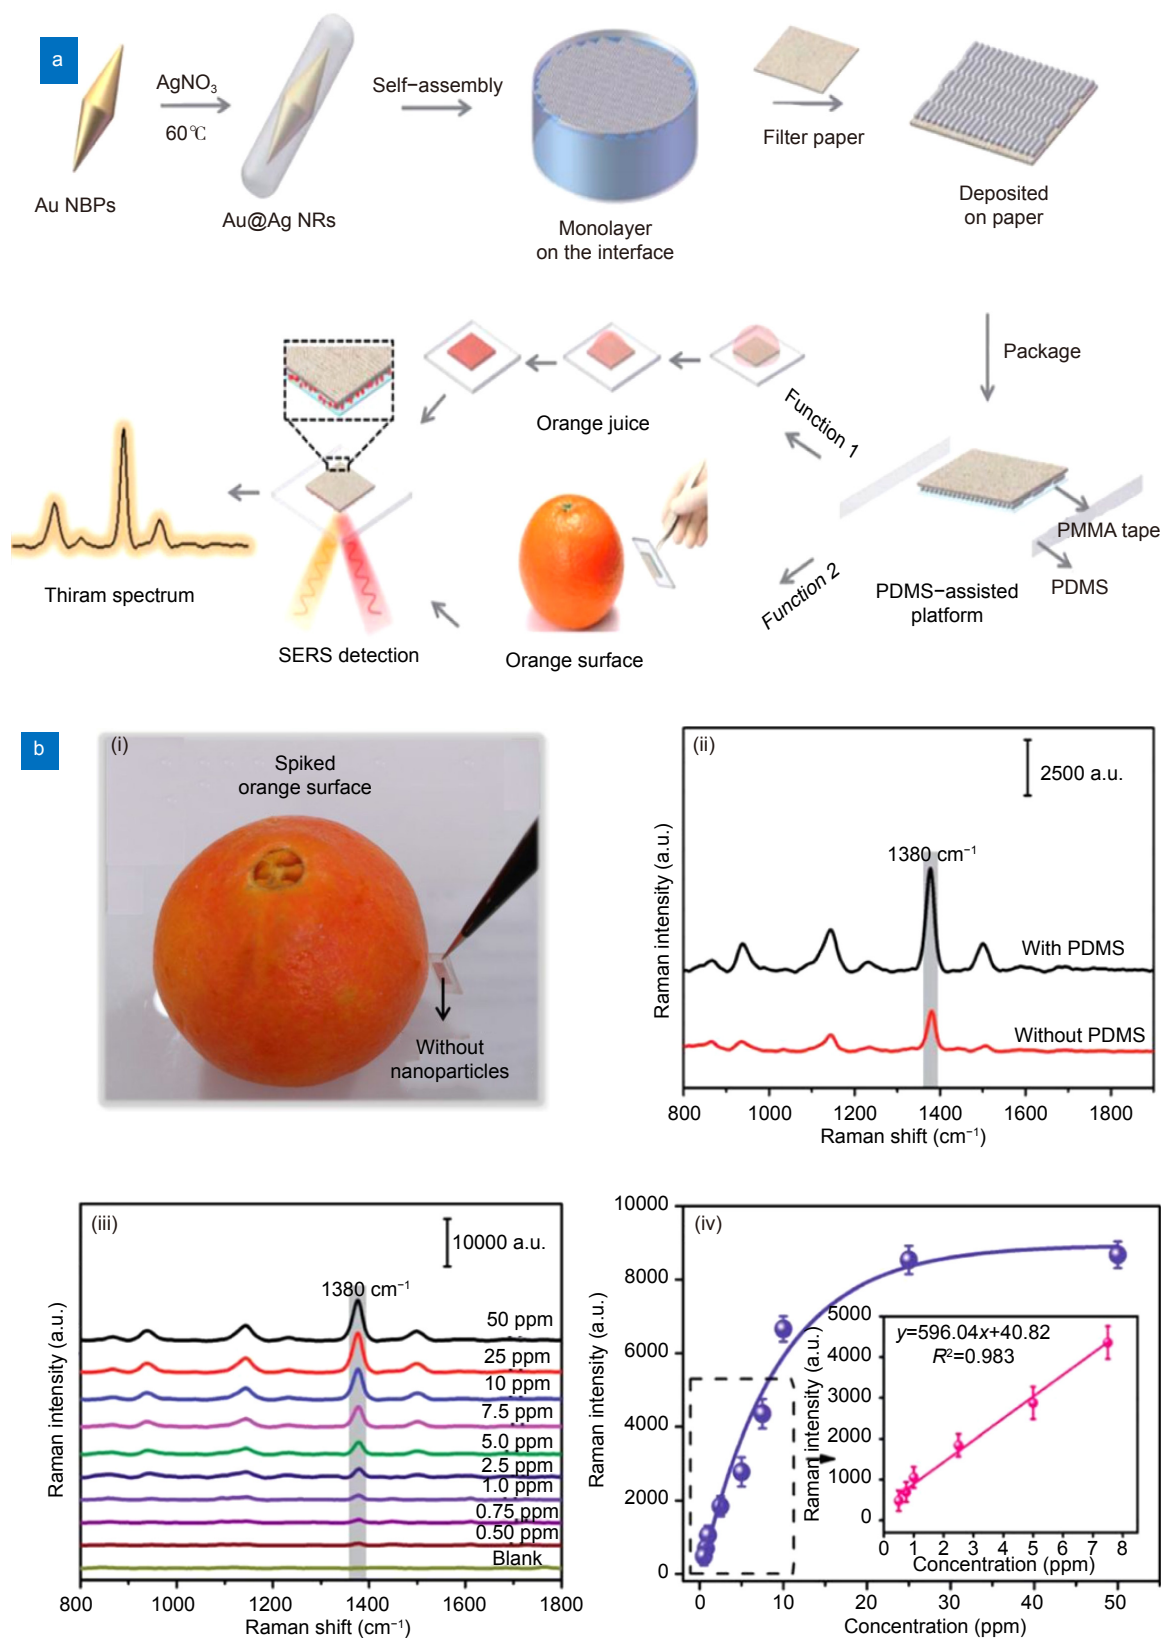 a
AgNO₃
60℃
Au NBPs
Au@Ag NRs
Self−assembly
Monolayer
on the interface
Filter paper
Deposited
on paper
Package
Function 1
Orange juice
PMMA tape
PDMS
PDMS−assisted
platform
Function 2
Orange surface
SERS detection
Thiram spectrum
b
(i)
Spiked
orange surface
Without
nanoparticles
(ii)
2500 a.u.
1380 cm⁻¹
With PDMS
Without PDMS
Raman intensity (a.u.)
800 1000 1200 1400 1600 1800
Raman shift (cm⁻¹)
(iii)
10000 a.u.
1380 cm⁻¹
50 ppm
25 ppm
10 ppm
7.5 ppm
5.0 ppm
2.5 ppm
1.0 ppm
0.75 ppm
0.50 ppm
Blank
Raman intensity (a.u.)
800 1000 1200 1400 1600 1800
Raman shift (cm⁻¹)
(iv)
10000
8000
6000
4000
2000
0
Raman intensity (a.u.)
0 10 20 30 40 50
Concentration (ppm)
y=596.04x+40.82
R²=0.983
5000
4000
3000
2000
1000
0
Raman intensity (a.u.)
0 1 2 3 4 5 6 7 8
Concentration (ppm)